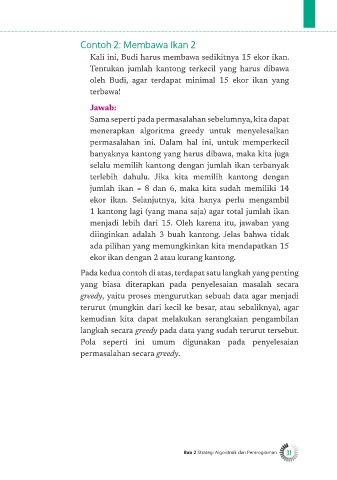 Contoh 2: Membawa Ikan 2
Kali ini, Budi harus membawa sedikitnya 15 ekor ikan.
Tentukan jumlah kantong terkecil yang harus dibawa
oleh Budi, agar terdapat minimal 15 ekor ikan yang
terbawa!
Jawab:
Sama seperti pada permasalahan sebelumnya, kita dapat
menerapkan algoritma greedy untuk menyelesaikan
permasalahan ini. Dalam hal ini, untuk memperkecil
banyaknya kantong yang harus dibawa, maka kita juga
selalu memilih kantong dengan jumlah ikan terbanyak
terlebih dahulu. Jika kita memilih kantong dengan
jumlah ikan = 8 dan 6, maka kita sudah memiliki 14
ekor ikan. Selanjutnya, kita hanya perlu mengambil
1 kantong lagi (yang mana saja) agar total jumlah ikan
menjadi lebih dari 15. Oleh karena itu, jawaban yang
diinginkan adalah 3 buah kantong. Jelas bahwa tidak
ada pilihan yang memungkinkan kita mendapatkan 15
ekor ikan dengan 2 atau kurang kantong.
Pada kedua contoh di atas, terdapat satu langkah yang penting
yang biasa diterapkan pada penyelesaian masalah secara
greedy, yaitu proses mengurutkan sebuah data agar menjadi
terurut (mungkin dari kecil ke besar, atau sebaliknya), agar
kemudian kita dapat melakukan serangkaian pengambilan
langkah secara greedy pada data yang sudah terurut tersebut.
Pola seperti ini umum digunakan pada penyelesaian
permasalahan secara greedy.
Bab 2 Strategi Algoritmik dan Pemrograman 31